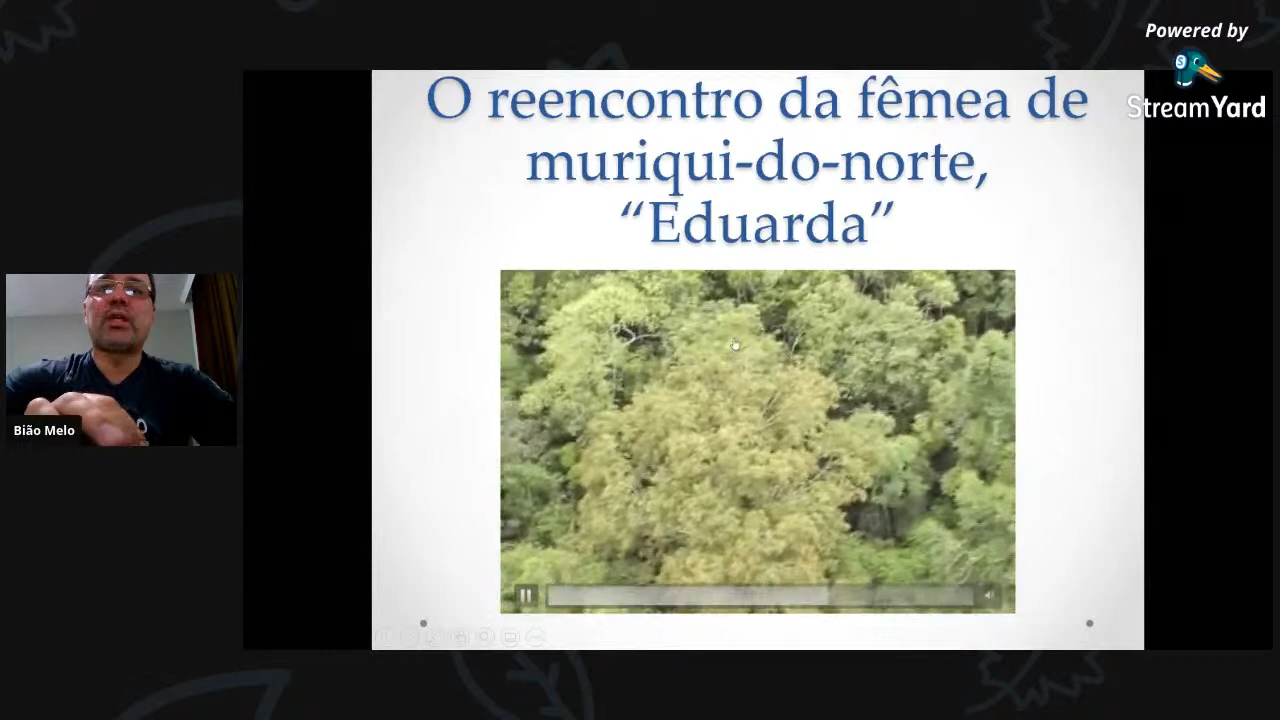 Powered by
StreamYard
O reencontro da fêmea de
muriqui-do-norte,
“Eduarda”
Bião Melo